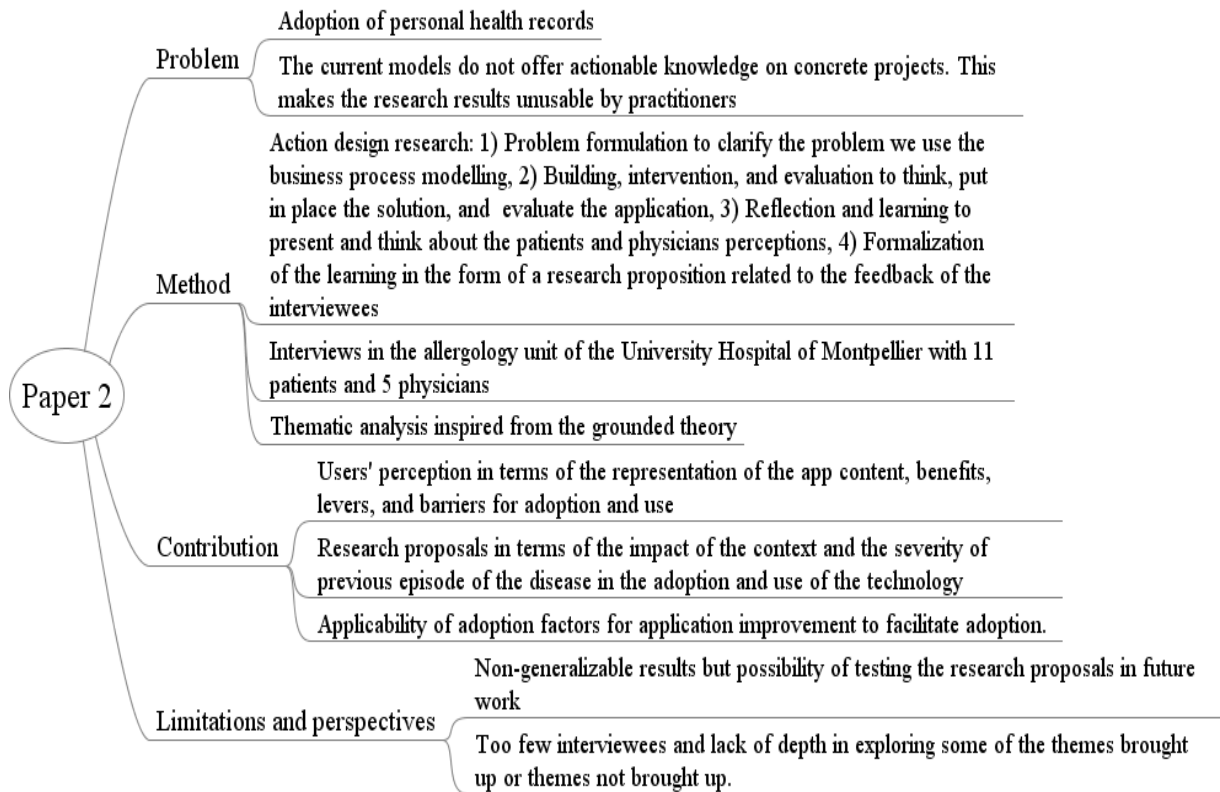 Paper 2
Problem
Adoption of personal health records
The current models do not offer actionable knowledge on concrete projects. This
makes the research results unusable by practitioners
Method
Action design research: 1) Problem formulation to clarify the problem we use the
business process modelling, 2) Building, intervention, and evaluation to think, put
in place the solution, and evaluate the application, 3) Reflection and learning to
present and think about the patients and physicians perceptions, 4) Formalization
of the learning in the form of a research proposition related to the feedback of the
interviewees
Interviews in the allergology unit of the University Hospital of Montpellier with 11
patients and 5 physicians
Thematic analysis inspired from the grounded theory
Contribution
Users' perception in terms of the representation of the app content, benefits,
levers, and barriers for adoption and use
Research proposals in terms of the impact of the context and the severity of
previous episode of the disease in the adoption and use of the technology
Applicability of adoption factors for application improvement to facilitate adoption.
Limitations and perspectives
Non-generalizable results but possibility of testing the research proposals in future
work
Too few interviewees and lack of depth in exploring some of the themes brought
up or themes not brought up.